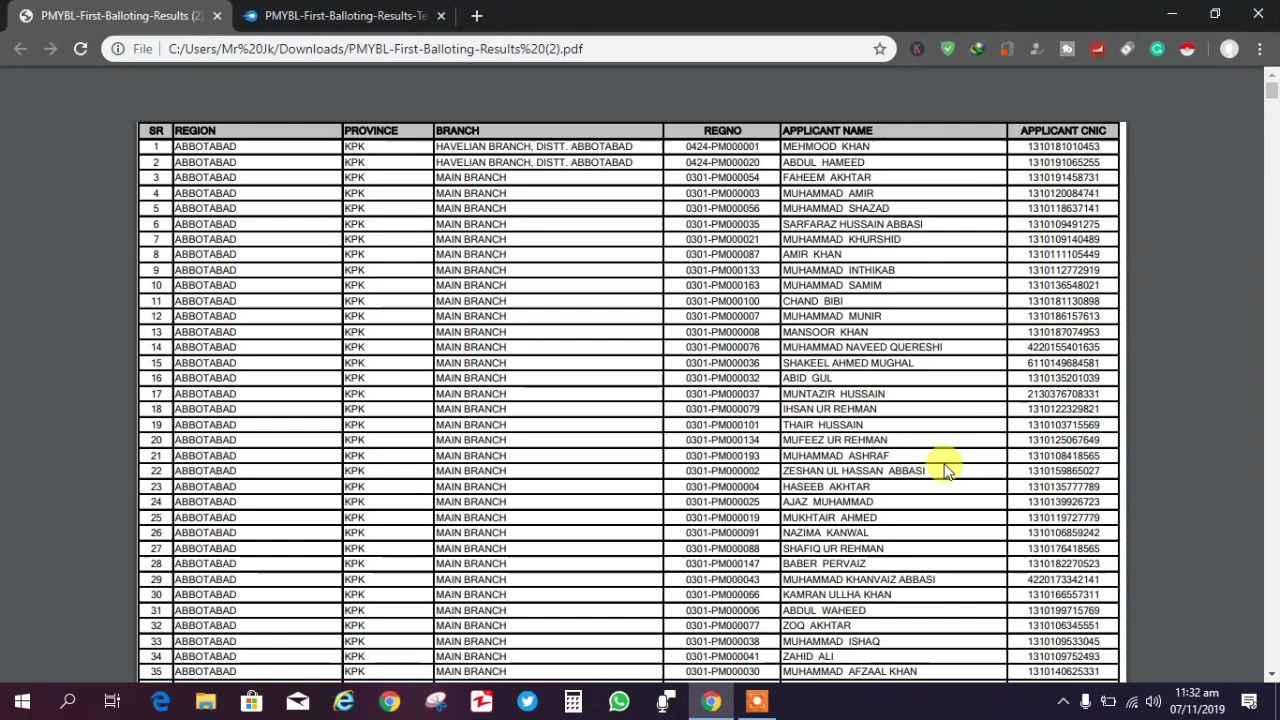 PMYBL-First-Balloting-Results (2)
PMYBL-First-Balloting-Results-Te
File C:/Users/Mr%20Jk/Downloads/PMYBL-First-Balloting-Results%20(2).pdf
SR REGION PROVINCE BRANCH REGNO APPLICANT NAME APPLICANT CNIC
1 ABBOTABAD KPK HAVELIAN BRANCH, DISTT. ABBOTABAD 0424-PM000001 MEHMOOD KHAN 1310181010453
2 ABBOTABAD KPK HAVELIAN BRANCH, DISTT. ABBOTABAD 0424-PM000020 ABDUL HAMEED 1310191065255
3 ABBOTABAD KPK MAIN BRANCH 0301-PM000054 FAHEEM AKHTAR 1310191458731
4 ABBOTABAD KPK MAIN BRANCH 0301-PM000003 MUHAMMAD AMIR 1310120084741
5 ABBOTABAD KPK MAIN BRANCH 0301-PM000056 MUHAMMAD SHAZAD 1310118637141
6 ABBOTABAD KPK MAIN BRANCH 0301-PM000035 SARFARAZ HUSSAIN ABBASI 1310109491275
7 ABBOTABAD KPK MAIN BRANCH 0301-PM000021 MUHAMMAD KHURSHID 1310109140489
8 ABBOTABAD KPK MAIN BRANCH 0301-PM000087 AMIR KHAN 1310111105449
9 ABBOTABAD KPK MAIN BRANCH 0301-PM000133 MUHAMMAD INTHIKAB 1310112772919
10 ABBOTABAD KPK MAIN BRANCH 0301-PM000163 MUHAMMAD SAMIM 1310136548021
11 ABBOTABAD KPK MAIN BRANCH 0301-PM000100 CHAND BIBI 1310181130898
12 ABBOTABAD KPK MAIN BRANCH 0301-PM000007 MUHAMMAD MUNIR 1310186157613
13 ABBOTABAD KPK MAIN BRANCH 0301-PM000008 MANSOOR KHAN 1310187074953
14 ABBOTABAD KPK MAIN BRANCH 0301-PM000076 MUHAMMAD NAVEED QUERESHI 4220155401635
15 ABBOTABAD KPK MAIN BRANCH 0301-PM000036 SHAKEEL AHMED MUGHAL 6110149684581
16 ABBOTABAD KPK MAIN BRANCH 0301-PM000032 ABID GUL 1310135201039
17 ABBOTABAD KPK MAIN BRANCH 0301-PM000037 MUNTAZIR HUSSAIN 2130376708331
18 ABBOTABAD KPK MAIN BRANCH 0301-PM000079 IHSAN UR REHMAN 1310122329821
19 ABBOTABAD KPK MAIN BRANCH 0301-PM000101 THAIR HUSSAIN 1310103715569
20 ABBOTABAD KPK MAIN BRANCH 0301-PM000134 MUFEEZ UR REHMAN 1310125067649
21 ABBOTABAD KPK MAIN BRANCH 0301-PM000193 MUHAMMAD ASHRAF 1310108418565
22 ABBOTABAD KPK MAIN BRANCH 0301-PM000002 ZESHAN UL HASSAN ABBASI 1310159865027
23 ABBOTABAD KPK MAIN BRANCH 0301-PM000004 HASEEB AKHTAR 1310135777789
24 ABBOTABAD KPK MAIN BRANCH 0301-PM000025 AJAZ MUHAMMAD 1310139926723
25 ABBOTABAD KPK MAIN BRANCH 0301-PM000019 MUKHTAIR AHMED 1310119727779
26 ABBOTABAD KPK MAIN BRANCH 0301-PM000091 NAZIMA KANWAL 1310106859242
27 ABBOTABAD KPK MAIN BRANCH 0301-PM000088 SHAFIQ UR REHMAN 1310176418565
28 ABBOTABAD KPK MAIN BRANCH 0301-PM000147 BABER PERVAIZ 1310182270523
29 ABBOTABAD KPK MAIN BRANCH 0301-PM000043 MUHAMMAD KHANVAIZ ABBASI 4220173342141
30 ABBOTABAD KPK MAIN BRANCH 0301-PM000066 KAMRAN ULLHA KHAN 1310166557311
31 ABBOTABAD KPK MAIN BRANCH 0301-PM000006 ABDUL WAHEED 1310199715769
32 ABBOTABAD KPK MAIN BRANCH 0301-PM000077 ZOQ AKHTAR 1310106345551
33 ABBOTABAD KPK MAIN BRANCH 0301-PM000038 MUHAMMAD ISHAQ 1310109533045
34 ABBOTABAD KPK MAIN BRANCH 0301-PM000041 ZAHID ALI 1310109752493
35 ABBOTABAD KPK MAIN BRANCH 0301-PM000030 MUHAMMAD AFZAAL KHAN 1310140625331
11:32 am
07/11/2019